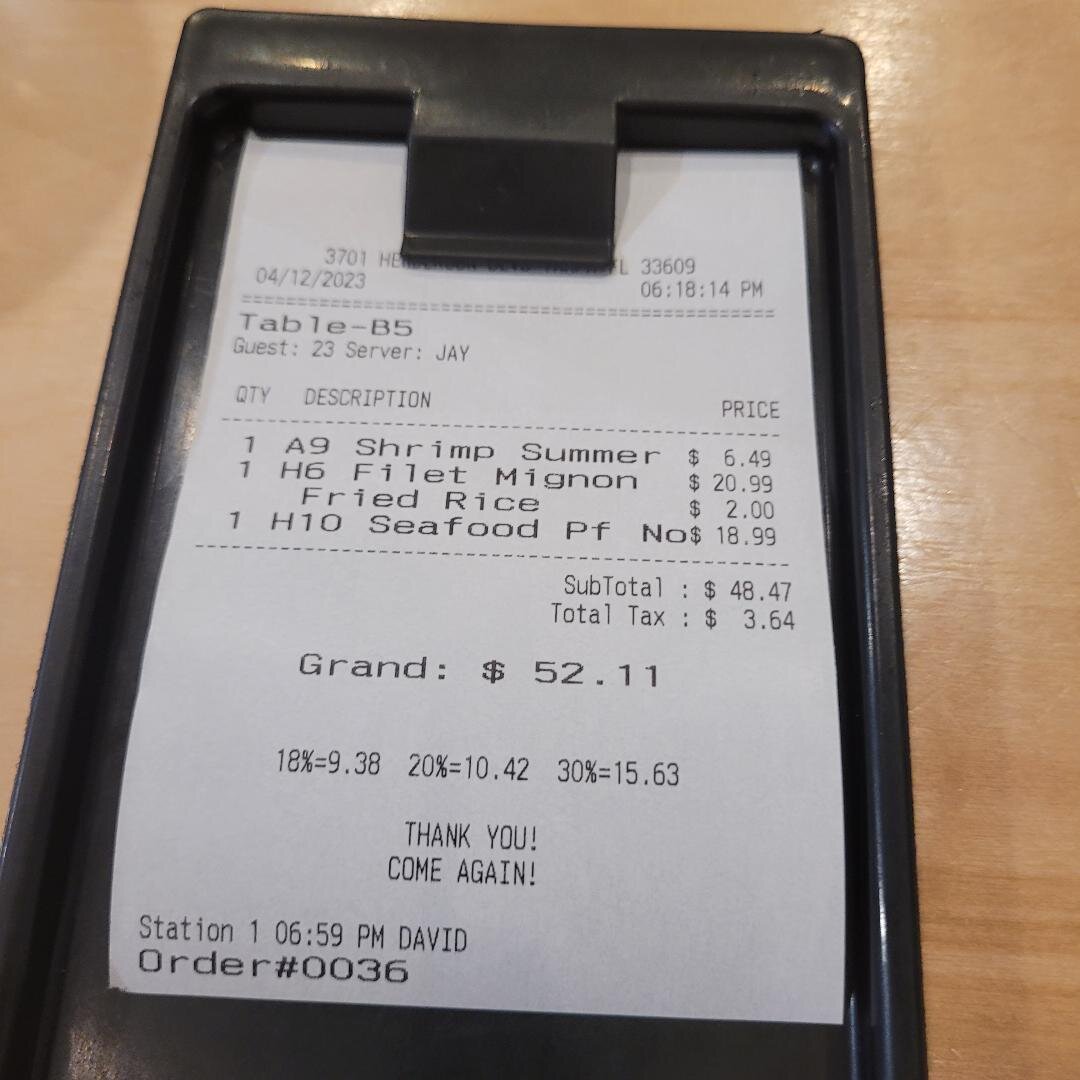 3701 HENDERSON BLVD FL 33609
04/12/2023 06:18:14 PM
================================================
Table-B5
Guest: 23 Server: JAY
QTY DESCRIPTION PRICE
1 A9 Shrimp Summer $ 6.49
1 H6 Filet Mignon $ 20.99
Fried Rice $ 2.00
1 H10 Seafood Pf No$ 18.99
SubTotal : $ 48.47
Total Tax : $ 3.64
Grand: $ 52.11
18%=9.38 20%=10.42 30%=15.63
THANK YOU!
COME AGAIN!
Station 1 06:59 PM DAVID
Order#0036